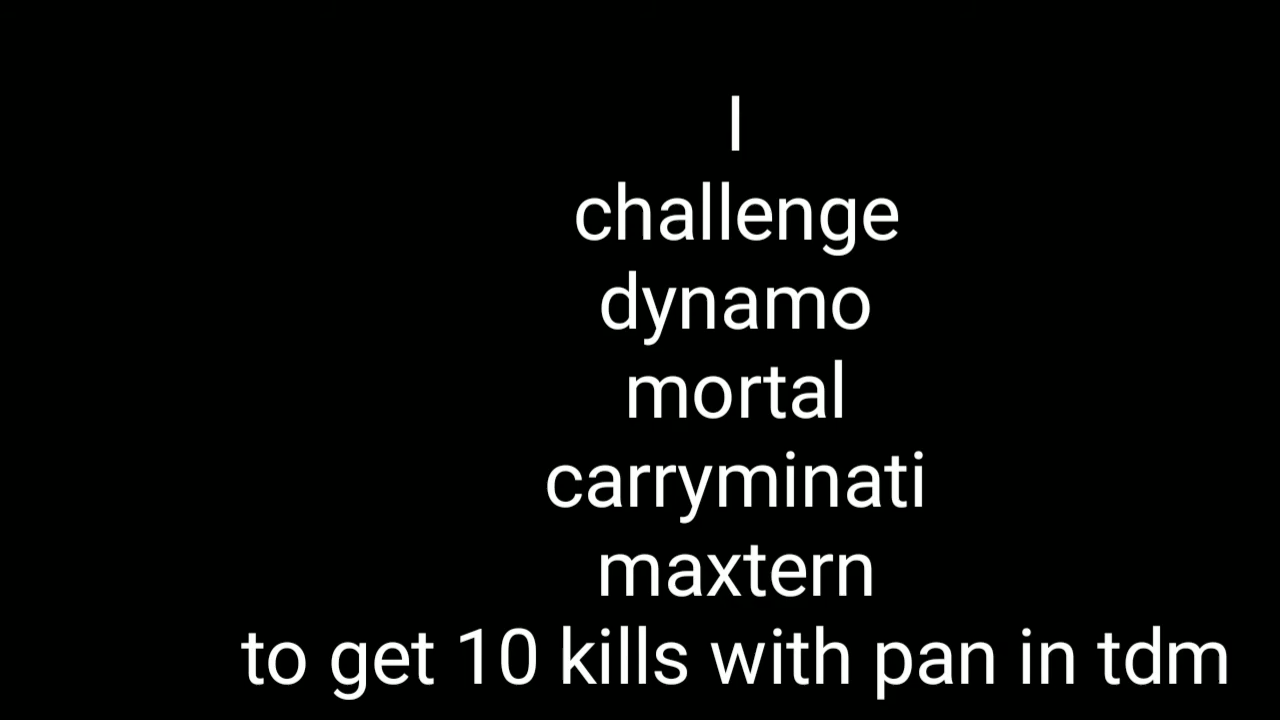 I
challenge
dynamo
mortal
carryminati
maxtern
to get 10 kills with pan in tdm